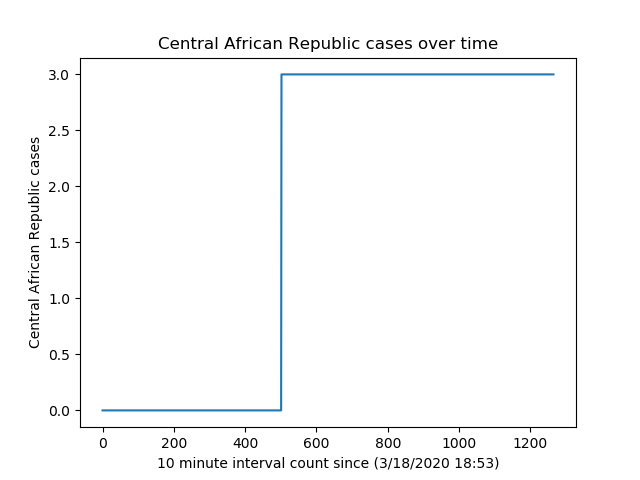 Central African Republic cases over time
3.0
2.5
2.0
1.5
1.0
0.5
0.0
Central African Republic cases
0 200 400 600 800 1000 1200
10 minute interval count since (3/18/2020 18:53)